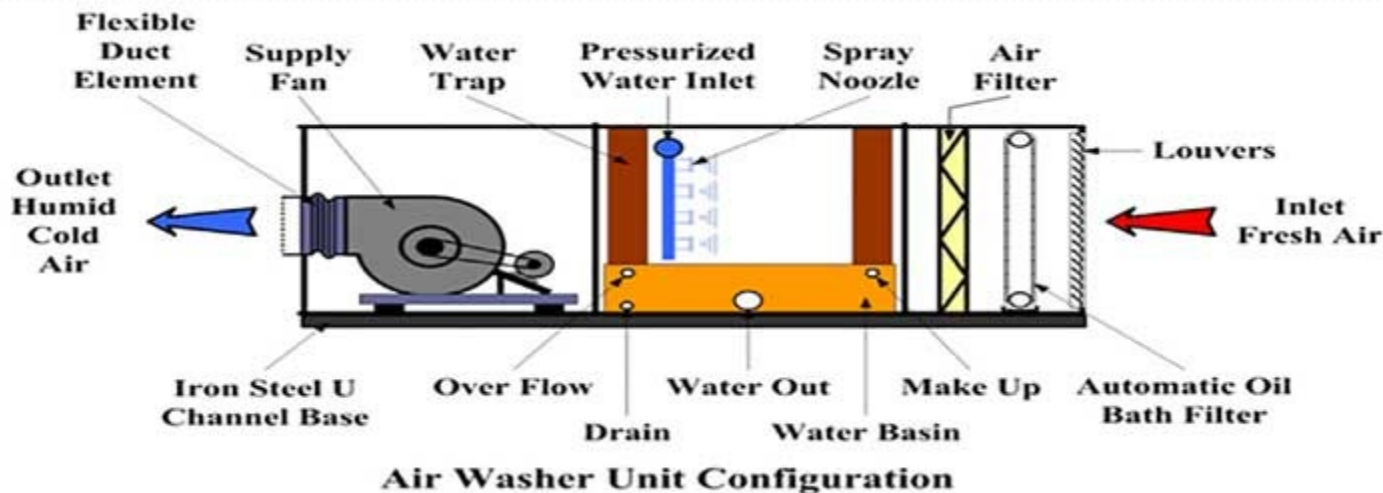 Flexible
Duct
Element
Supply
Fan
Water
Trap
Pressurized
Water Inlet
Spray
Noozle
Air
Filter
Louvers
Outlet
Humid
Cold
Air
Inlet
Fresh Air
Iron Steel U
Channel Base
Over Flow
Drain
Water Out
Water Basin
Make Up
Automatic Oil
Bath Filter
Air Washer Unit Configuration